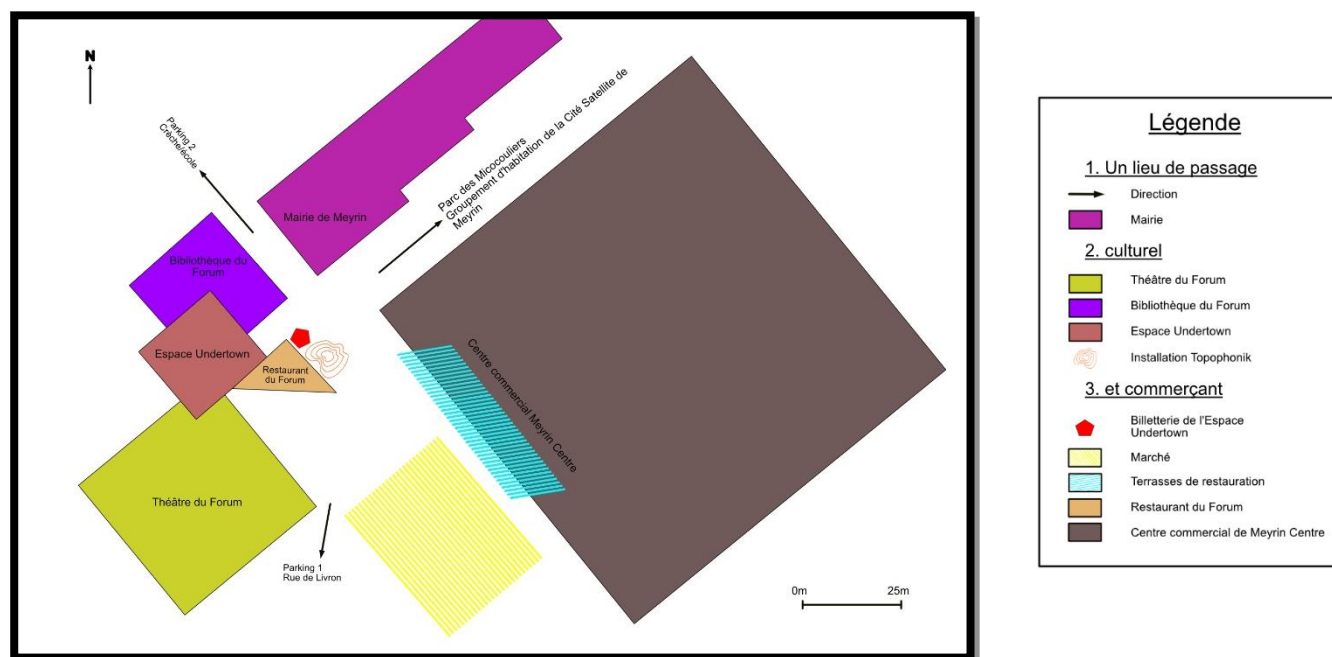 N
Parking 2
Crèche/école
Mairie de Meyrin
Parc des Micocouliers
Groupement d'habitation de la Cité Satellite de
Meyrin
Bibliothèque du
Forum
Espace Undertown
Restaurant
du Forum
Centre commercial Meyrin Centre
Théâtre du Forum
Parking 1
Rue de Livron
0m
25m
Légende
1. Un lieu de passage
Direction
Mairie
2. culturel
Théâtre du Forum
Bibliothèque du Forum
Espace Undertown
Installation Topophonik
3. et commerçant
Billetterie de l'Espace
Undertown
Marché
Terrasses de restauration
Restaurant du Forum
Centre commercial de Meyrin Centre